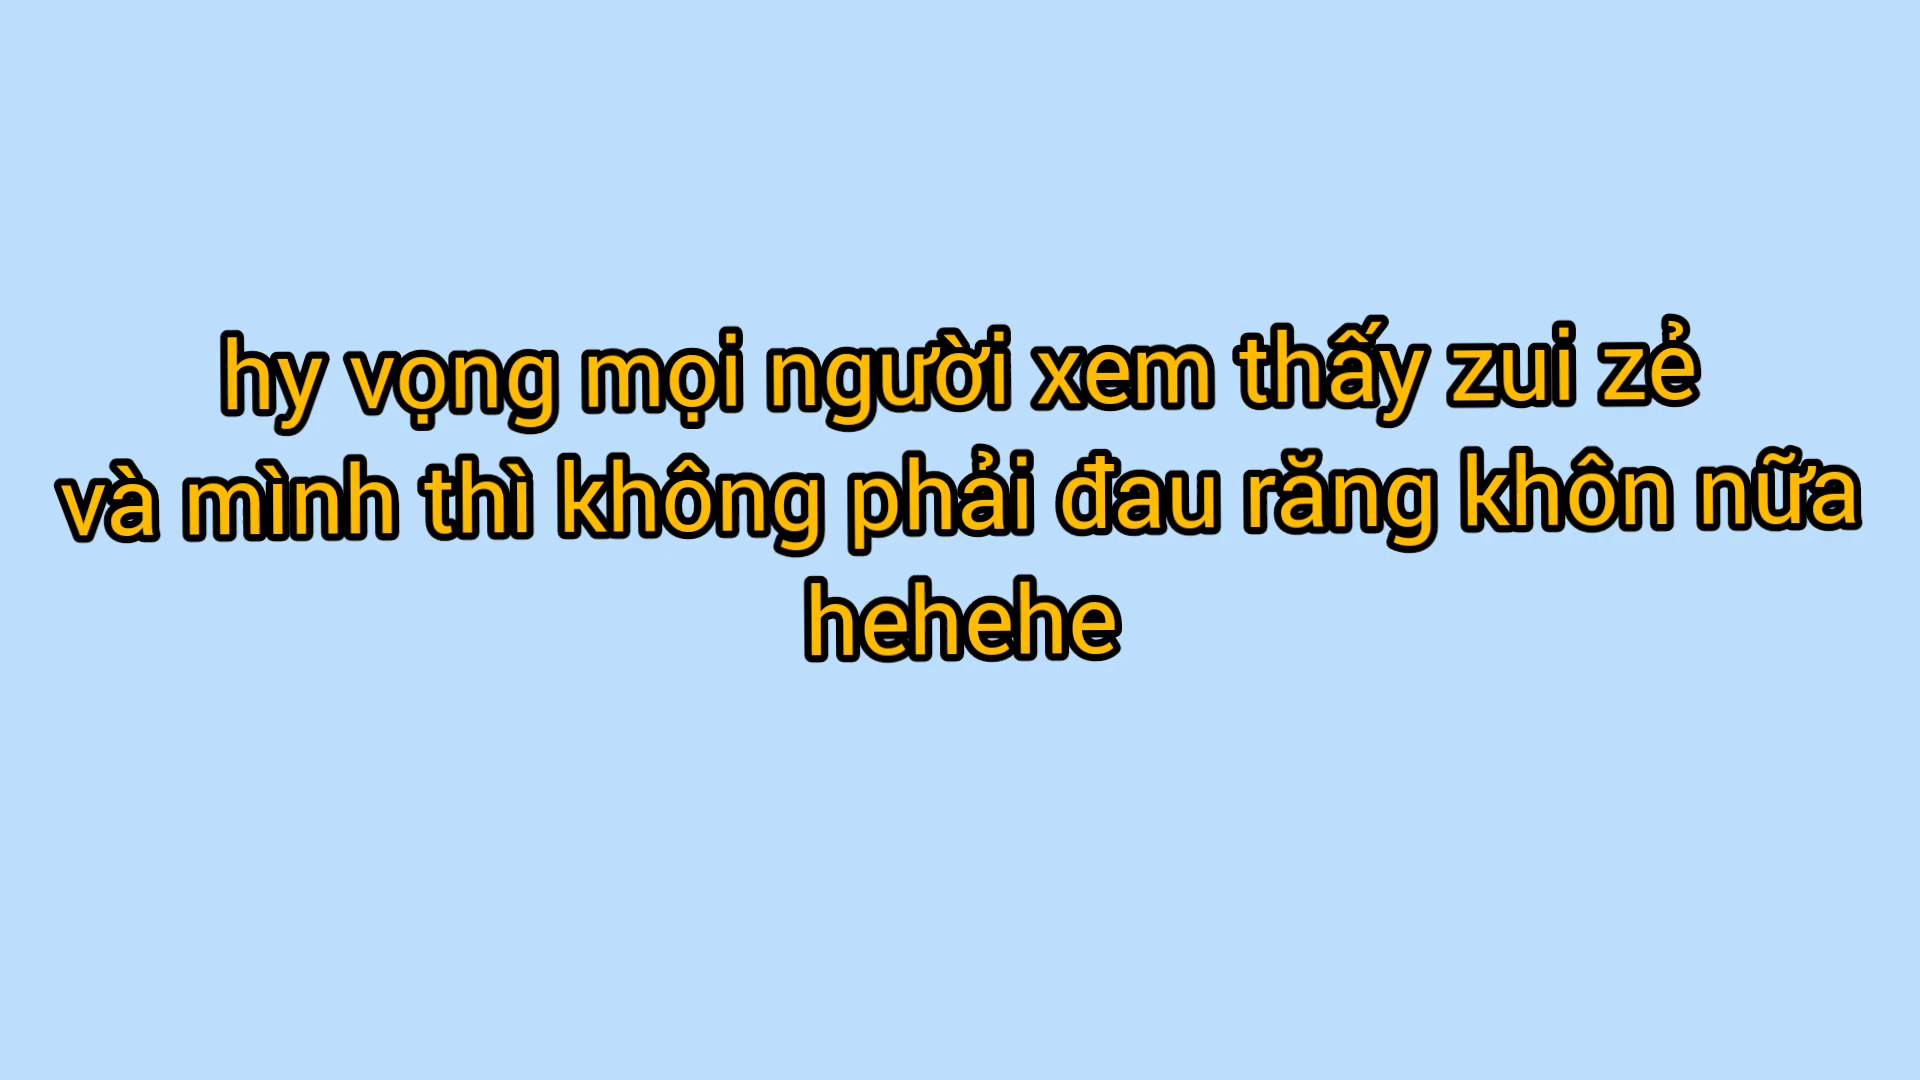 hy vọng mọi người xem thấy zui zẻ
và mình thì không phải đau răng khôn nữa
hehehe